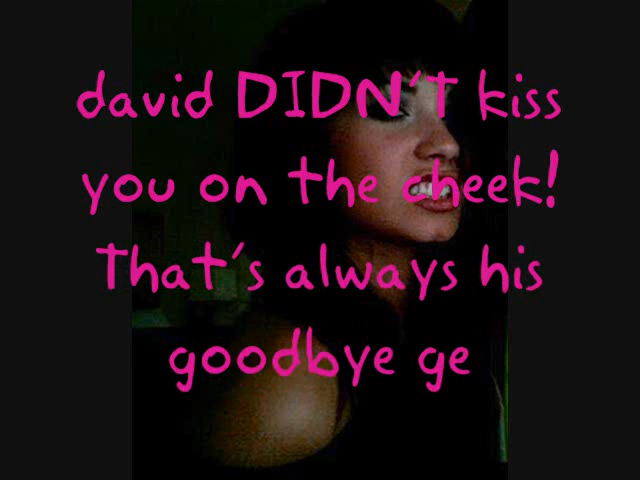 david DIDN'T kiss
you on the cheek!
That's always his
goodbye ge